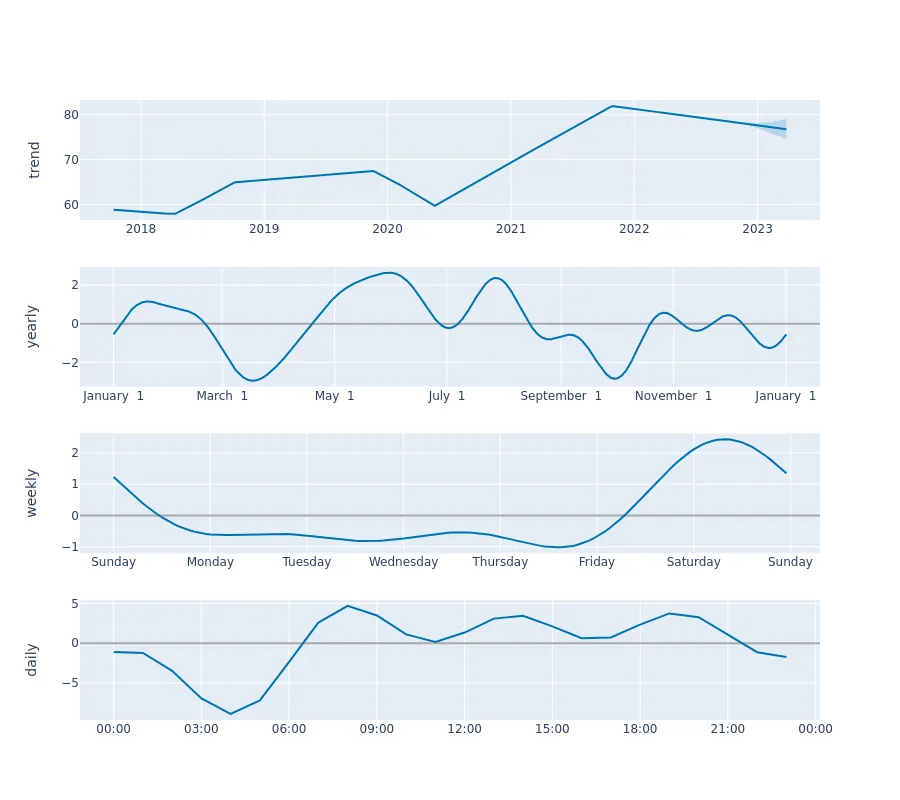 trend
80
70
60
2018 2019 2020 2021 2022 2023
yearly
2
0
−2
January 1 March 1 May 1 July 1 September 1 November 1 January 1
weekly
2
1
0
−1
Sunday Monday Tuesday Wednesday Thursday Friday Saturday Sunday
daily
5
0
−5
00:00 03:00 06:00 09:00 12:00 15:00 18:00 21:00 00:00